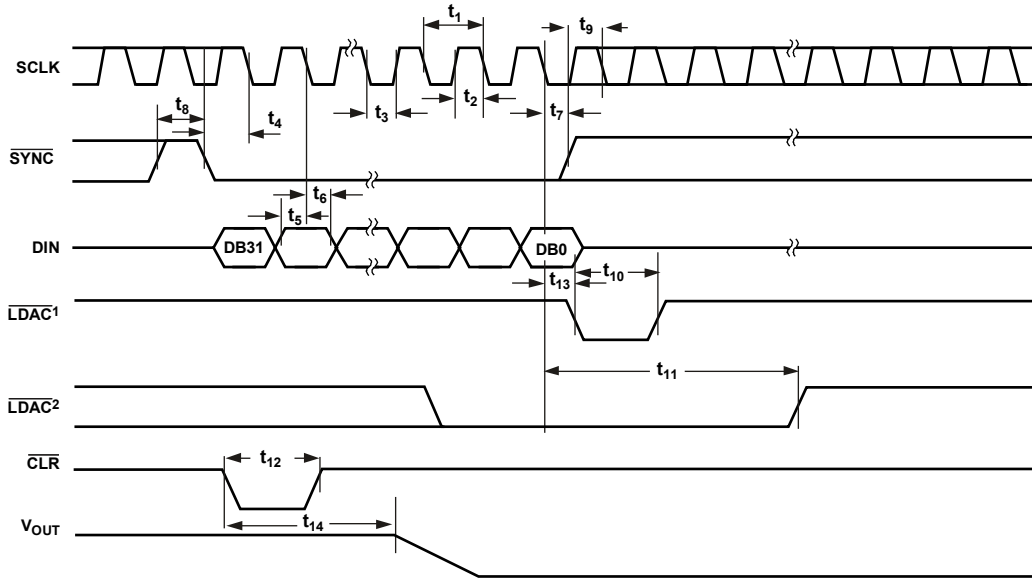 t1
t9
SCLK
t8
t4
t3
t2
t7
SYNC
t6
t5
DIN
DB31
DB0
t13
t10
LDAC1
t11
LDAC2
CLR
t12
t14
VOUT